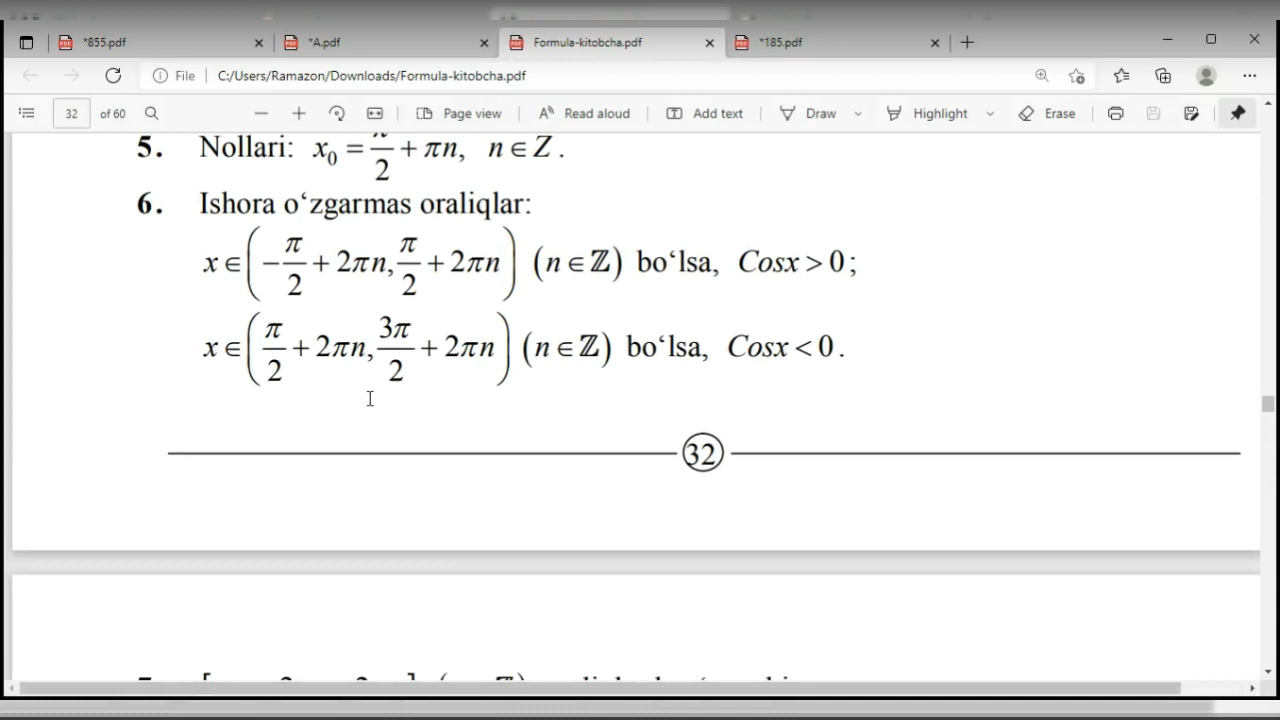 *855.pdf *A.pdf Formula-kitobcha.pdf *185.pdf
File C:/Users/Ramazon/Downloads/Formula-kitobcha.pdf
32 of 60 Page view Read aloud Add text Draw Highlight Erase
5. Nollari: x₀ = π/2 + πn, n ∈ Z.
6. Ishora o‘zgarmas oraliqlar:
x ∈ (−π/2 + 2πn, π/2 + 2πn) (n ∈ ℤ) bo‘lsa, Cosx > 0;
x ∈ (π/2 + 2πn, 3π/2 + 2πn) (n ∈ ℤ) bo‘lsa, Cosx < 0.
32